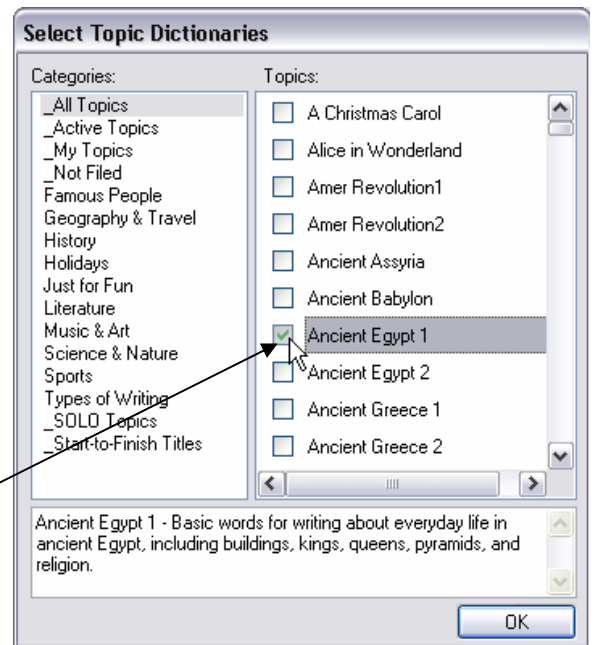 Select Topic Dictionaries
Categories:
_All Topics
_Active Topics
_My Topics
_Not Filed
Famous People
Geography & Travel
History
Holidays
Just for Fun
Literature
Music & Art
Science & Nature
Sports
Types of Writing
_SOLO Topics
_Start-to-Finish Titles
Topics:
A Christmas Carol
Alice in Wonderland
Amer Revolution1
Amer Revolution2
Ancient Assyria
Ancient Babylon
Ancient Egypt 1
Ancient Egypt 2
Ancient Greece 1
Ancient Greece 2
Ancient Egypt 1 - Basic words for writing about everyday life in
ancient Egypt, including buildings, kings, queens, pyramids, and
religion.
OK